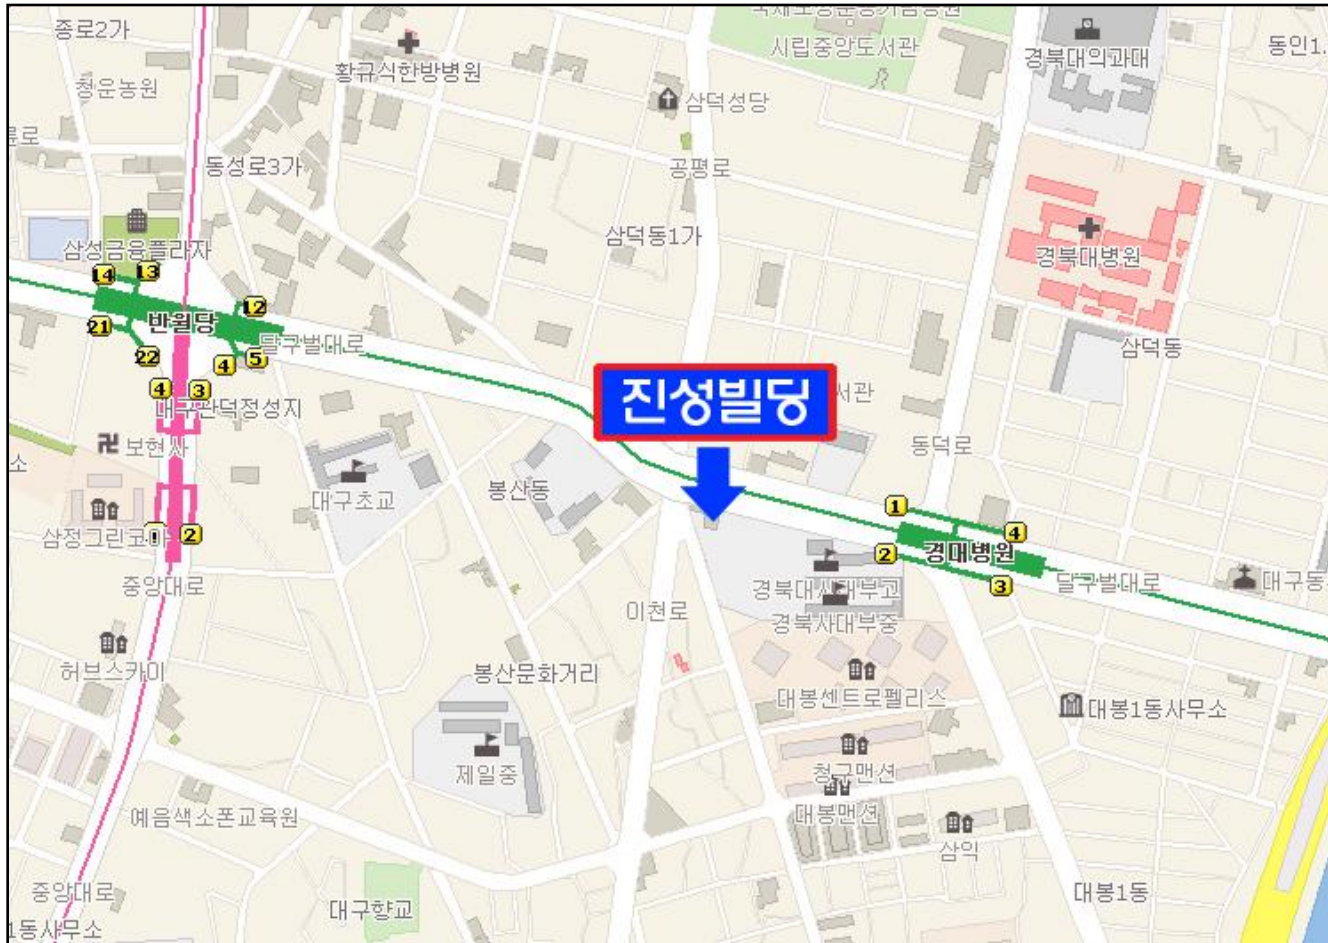 종로2가
시립중앙도서관
경북대의과대
동인1.
황규식한방병원
청운농원
삼덕성당
동성로3가
공평로
삼덕동1가
삼성금융플라자
경북대병원
14
13
12
반월당
21
22
4
5
달구벌대로
삼덕동
4
3
진성빌딩
서관
보현사
동덕로
소
대구초교
봉산동
삼정그린코아
2
1
4
경대병원
2
3
달구벌대로
대구동
중앙대로
경북대사대부고
이천로
경북사대부중
허브스카이
봉산문화거리
대봉센트로펠리스
대봉1동사무소
제일중
청구맨션
예음색소폰교육원
대봉맨션
삼익
중앙대로
대구향교
대봉1동
1동사무소